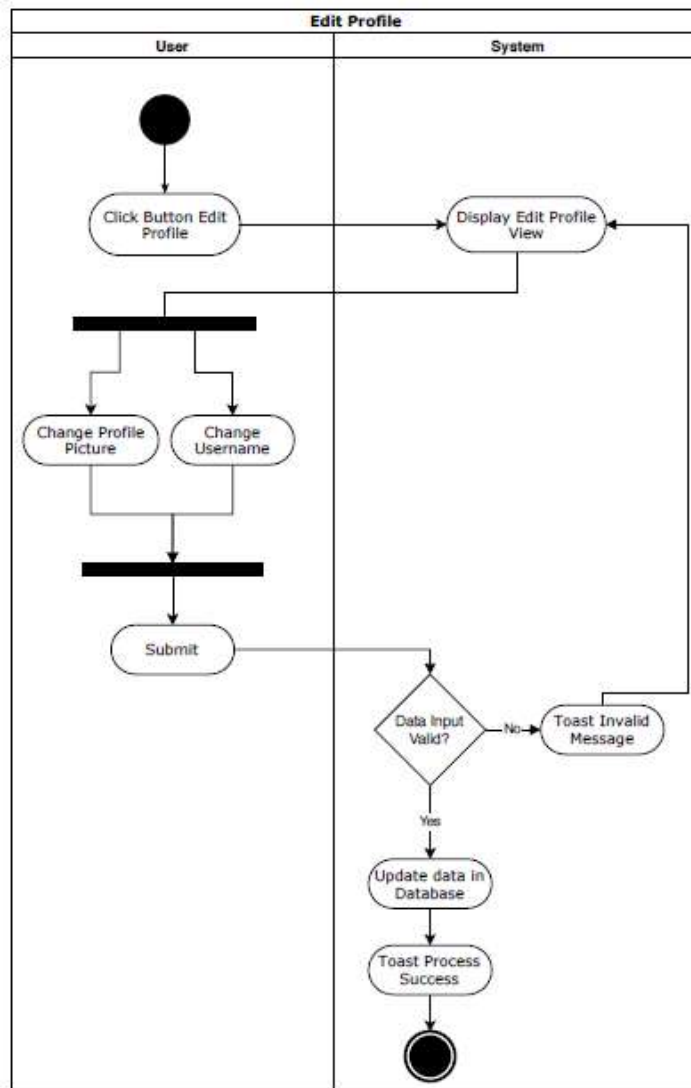 Edit Profile
User
System
Click Button Edit
Profile
Display Edit Profile
View
Change Profile
Picture
Change
Username
Submit
Data Input
Valid?
No
Toast Invalid
Message
Yes
Update data in
Database
Toast Process
Success